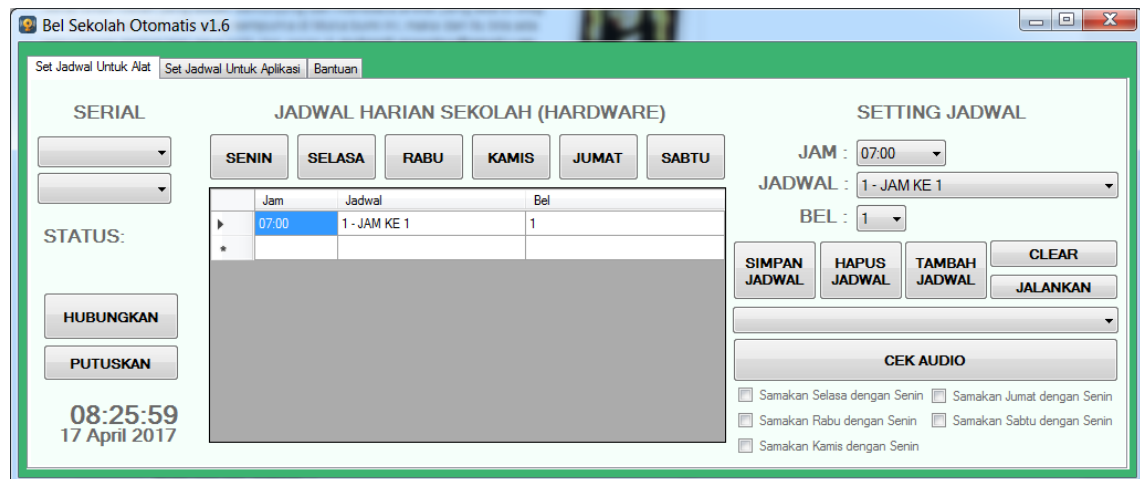 Bel Sekolah Otomatis v1.6
Set Jadwal Untuk Alat Set Jadwal Untuk Aplikasi Bantuan
SERIAL
STATUS:
HUBUNGKAN
PUTUSKAN
08:25:59
17 April 2017
JADWAL HARIAN SEKOLAH (HARDWARE)
SENIN SELASA RABU KAMIS JUMAT SABTU
Jam Jadwal Bel
07:00 1 - JAM KE 1 1
SETTING JADWAL
JAM : 07:00
JADWAL : 1 - JAM KE 1
BEL : 1
SIMPAN JADWAL
HAPUS JADWAL
TAMBAH JADWAL
CLEAR
JALANKAN
CEK AUDIO
Samakan Selasa dengan Senin Samakan Jumat dengan Senin
Samakan Rabu dengan Senin Samakan Sabtu dengan Senin
Samakan Kamis dengan Senin